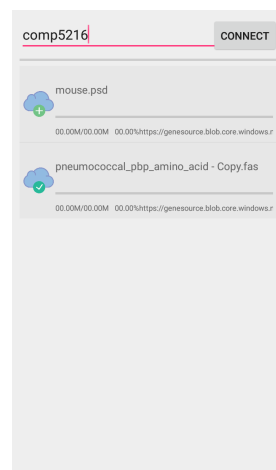 comp5216 CONNECT
mouse.psd
00.00M/00.00M 00.00%https://genesource.blob.core.windows.r
pneumococcal_pbp_amino_acid - Copy.fas
00.00M/00.00M 00.00%https://genesource.blob.core.windows.r